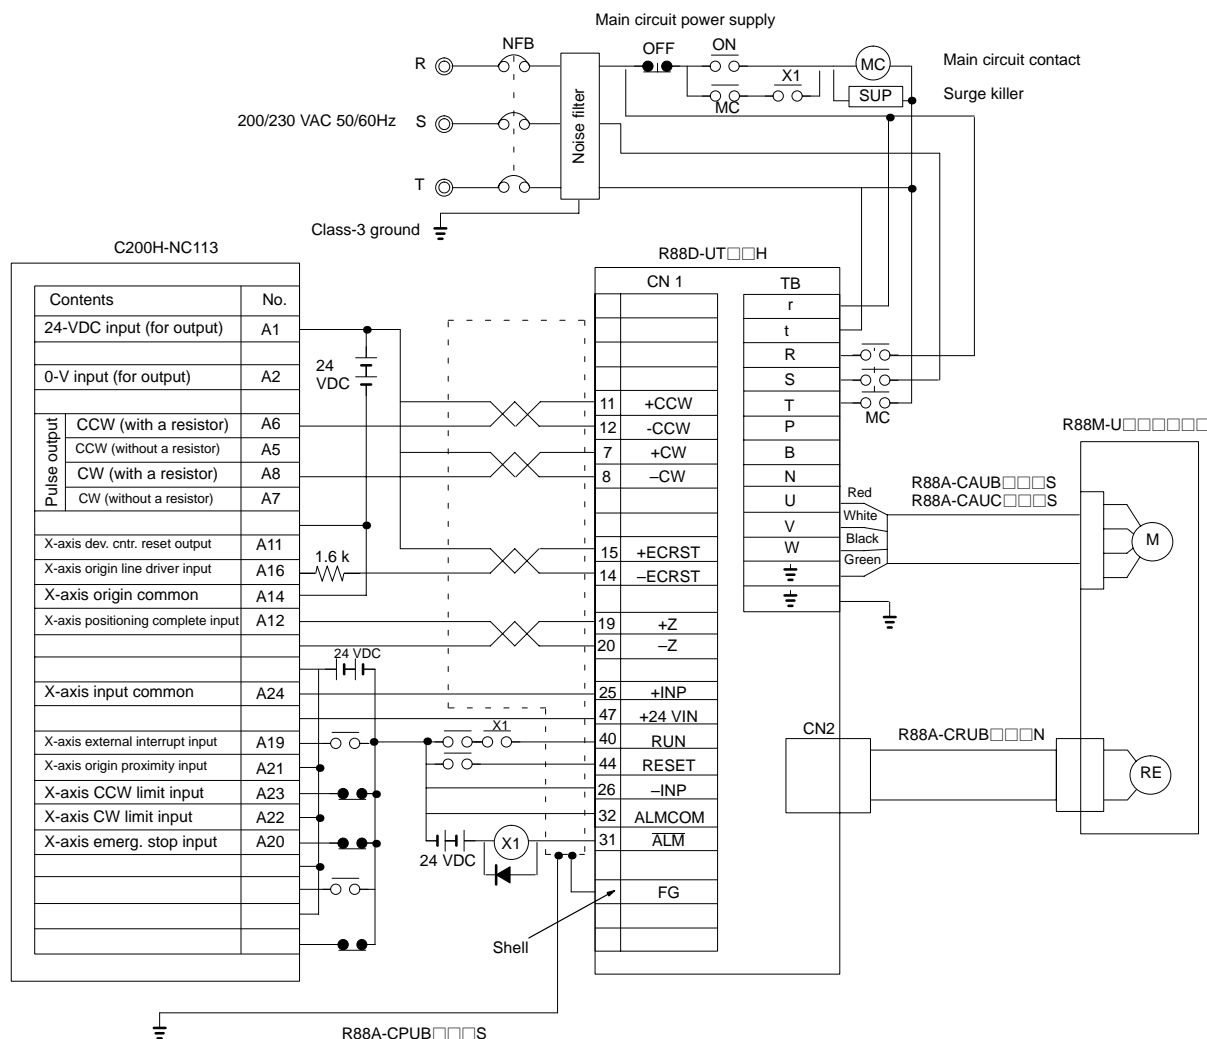 Main circuit power supply
NFB
OFF
ON
R
MC
Main circuit contact
X1
SUP
Surge killer
MC
Noise filter
200/230 VAC 50/60Hz
S
T
Class-3 ground
C200H-NC113
R88D-UT□□H
Contents No.
24-VDC input (for output) A1
0-V input (for output) A2
Pulse output
CCW (with a resistor) A6
CCW (without a resistor) A5
CW (with a resistor) A8
CW (without a resistor) A7
X-axis dev. cntr. reset output A11
X-axis origin line driver input A16
X-axis origin common A14
X-axis positioning complete input A12
X-axis input common A24
X-axis external interrupt input A19
X-axis origin proximity input A21
X-axis CCW limit input A23
X-axis CW limit input A22
X-axis emerg. stop input A20
24 VDC
1.6 k
24 VDC
X1
24 VDC
X1
CN 1
11 +CCW
12 -CCW
7 +CW
8 –CW
15 +ECRST
14 –ECRST
19 +Z
20 –Z
25 +INP
47 +24 VIN
40 RUN
44 RESET
26 –INP
32 ALMCOM
31 ALM
FG
Shell
TB
r
t
R
S
T
P
B
N
U
V
W
MC
Red
White
Black
Green
R88A-CAUB□□□S
R88A-CAUC□□□S
R88M-U□□□□□□
M
CN2
R88A-CRUB□□□N
RE
R88A-CPUB□□□S